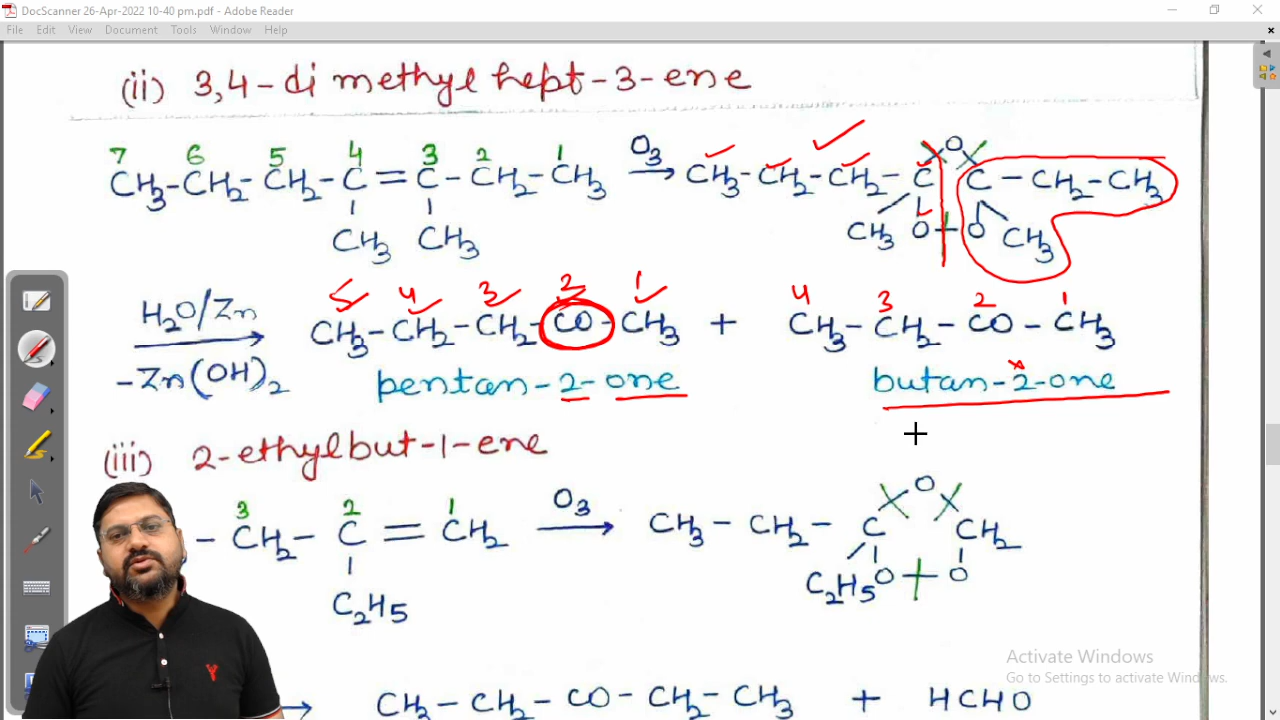 DocScanner 26-Apr-2022 10-40 pm.pdf - Adobe Reader
File Edit View Document Tools Window Help
(ii) 3,4-di methyl hept-3-ene
7 6 5 4 3 2 1
CH3-CH2-CH2-C=C-CH2-CH3 O3→ CH3-CH2-CH2-C O C-CH2-CH3
CH3 CH3 CH3 O O CH3
5 4 3 2 1 4 3 2 1
H2O/Zn → CH3-CH2-CH2-CO-CH3 + CH3-CH2-CO-CH3
-Zn(OH)2 pentan-2-one butan-2-one
(iii) 2-ethylbut-1-ene
3 2 1
-CH2-C=CH2 O3→ CH3-CH2-C O CH2
C2H5 C2H5 O O
→ CH3-CH2-CO-CH2-CH3 + HCHO
Activate Windows
Go to Settings to activate Windows.